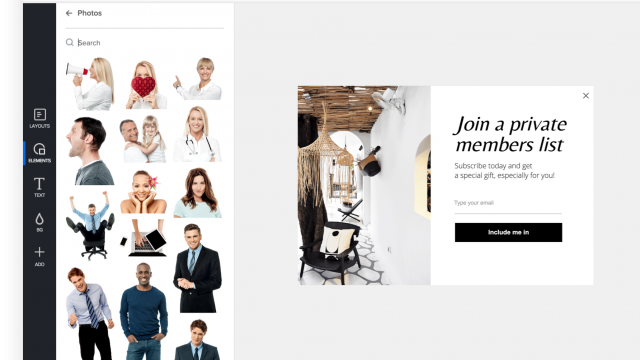 Photos
Search
LAYOUTS
ELEMENTS
TEXT
BG
ADD
Join a private
members list
Subscribe today and get
a special gift, especially for you!
Type your email
Include me in